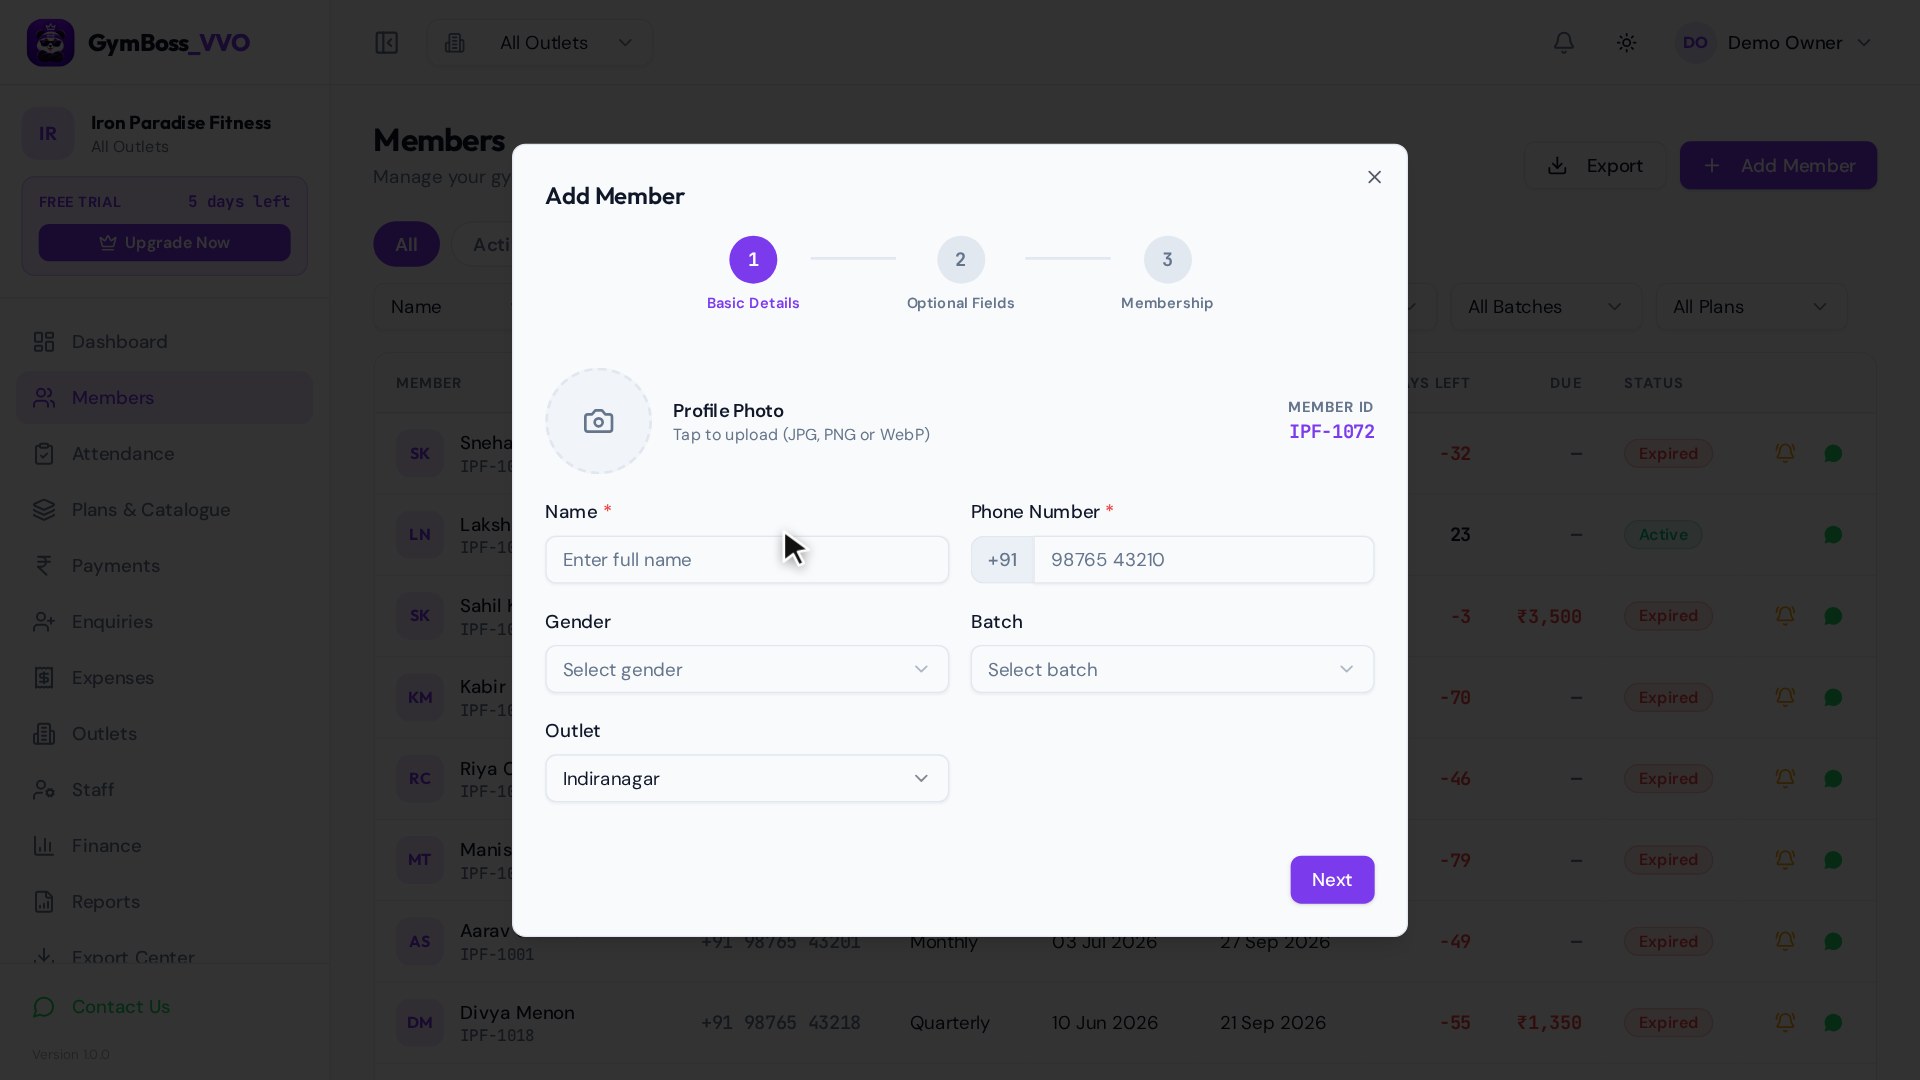 GymBoss_VVO
All Outlets
DO Demo Owner
IR
Iron Paradise Fitness
All Outlets
FREE TRIAL 5 days left
Upgrade Now
Dashboard
Members
Attendance
Plans & Catalogue
Payments
Enquiries
Expenses
Outlets
Staff
Finance
Reports
Export Center
Contact Us
Version 1.0.0
Members
Export
Add Member
All
Name
All Batches
All Plans
MEMBER
DUE
STATUS
SK Sneha
-32 — Expired
LN
23 Active
SK Sahil
-3 ₹3,500 Expired
KM Kabir
-70 — Expired
RC Riya
-46 — Expired
MT
-79 — Expired
AS Aarav +91 98765 43201 Monthly 03 Jul 2026 27 Sep 2026 -49 — Expired
IPF-1001
DM Divya Menon +91 98765 43218 Quarterly 10 Jun 2026 21 Sep 2026 -55 ₹1,350 Expired
IPF-1018
Add Member
1 2 3
Basic Details Optional Fields Membership
Profile Photo
Tap to upload (JPG, PNG or WebP)
MEMBER ID
IPF-1072
Name * Phone Number *
Enter full name +91 98765 43210
Gender Batch
Select gender Select batch
Outlet
Indiranagar
Next